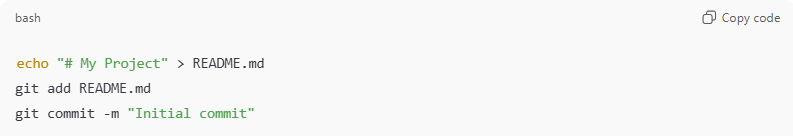 bash
Copy code
echo "# My Project" > README.md
git add README.md
git commit -m "Initial commit"